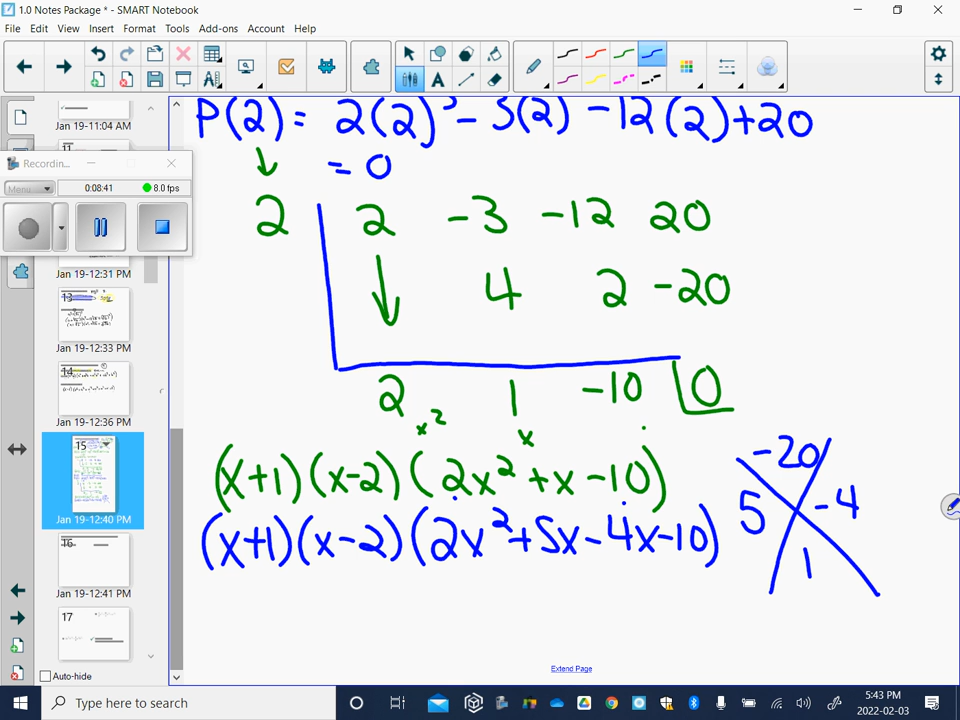 1.0 Notes Package * - SMART Notebook
File Edit View Insert Format Tools Add-ons Account Help
Jan 19-11:04 AM
Recordin...
Menu 0:08:41 8.0 fps
Jan 19-12:31 PM
13
Jan 19-12:33 PM
14
Jan 19-12:36 PM
15
Jan 19-12:40 PM
16
Jan 19-12:41 PM
17
Auto-hide
P(2) = 2(2)³ - 3(2) - 12(2) + 20
= 0
2 2 -3 -12 20
4 2 -20
2 1 -10 0
x² x
(x+1)(x-2)(2x²+x-10)
(x+1)(x-2)(2x²+5x-4x-10)
-20
5 -4
1
Extend Page
Type here to search
5:43 PM
2022-02-03